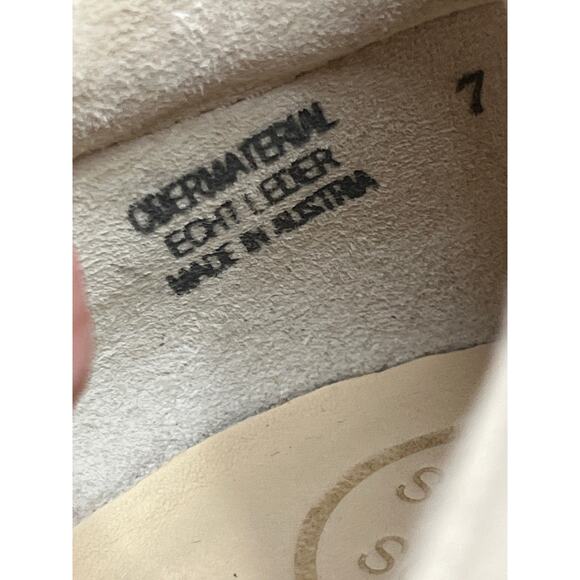 7
OBERMATERIAL
ECHT LEDER
MADE IN AUSTRIA
S
S